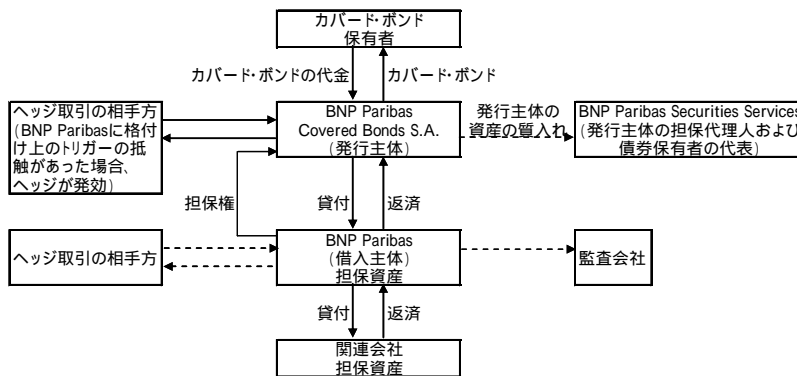 カバード・ボンド
保有者
カバード・ボンドの代金
カバード・ボンド
ヘッジ取引の相手方
(BNP Paribasに格付
け上のトリガーの抵
触があった場合、
ヘッジが発効)
BNP Paribas
Covered Bonds S.A.
(発行主体)
発行主体の
資産の質入れ
BNP Paribas Securities Services
(発行主体の担保代理人および
債券保有者の代表)
担保権
貸付
返済
ヘッジ取引の相手方
BNP Paribas
(借入主体)
担保資産
監査会社
貸付
返済
関連会社
担保資産